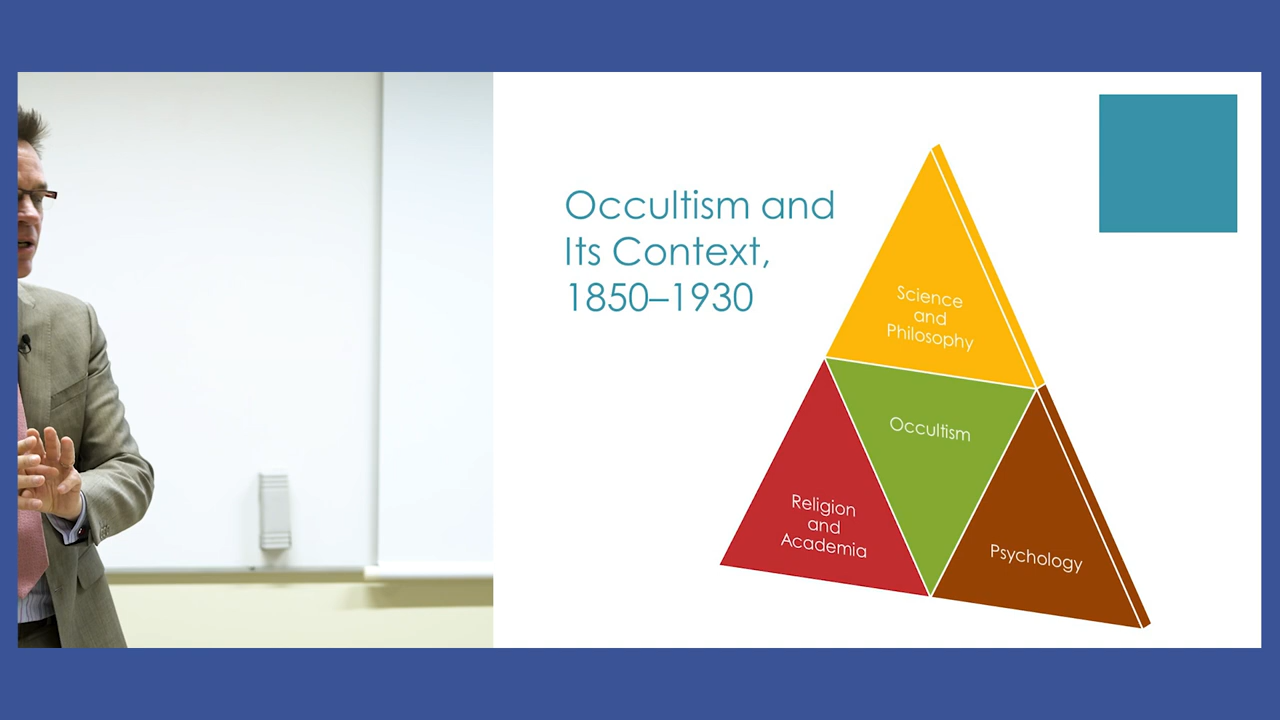 Occultism and
Its Context,
1850–1930
Science
and
Philosophy
Occultism
Religion
and
Academia
Psychology